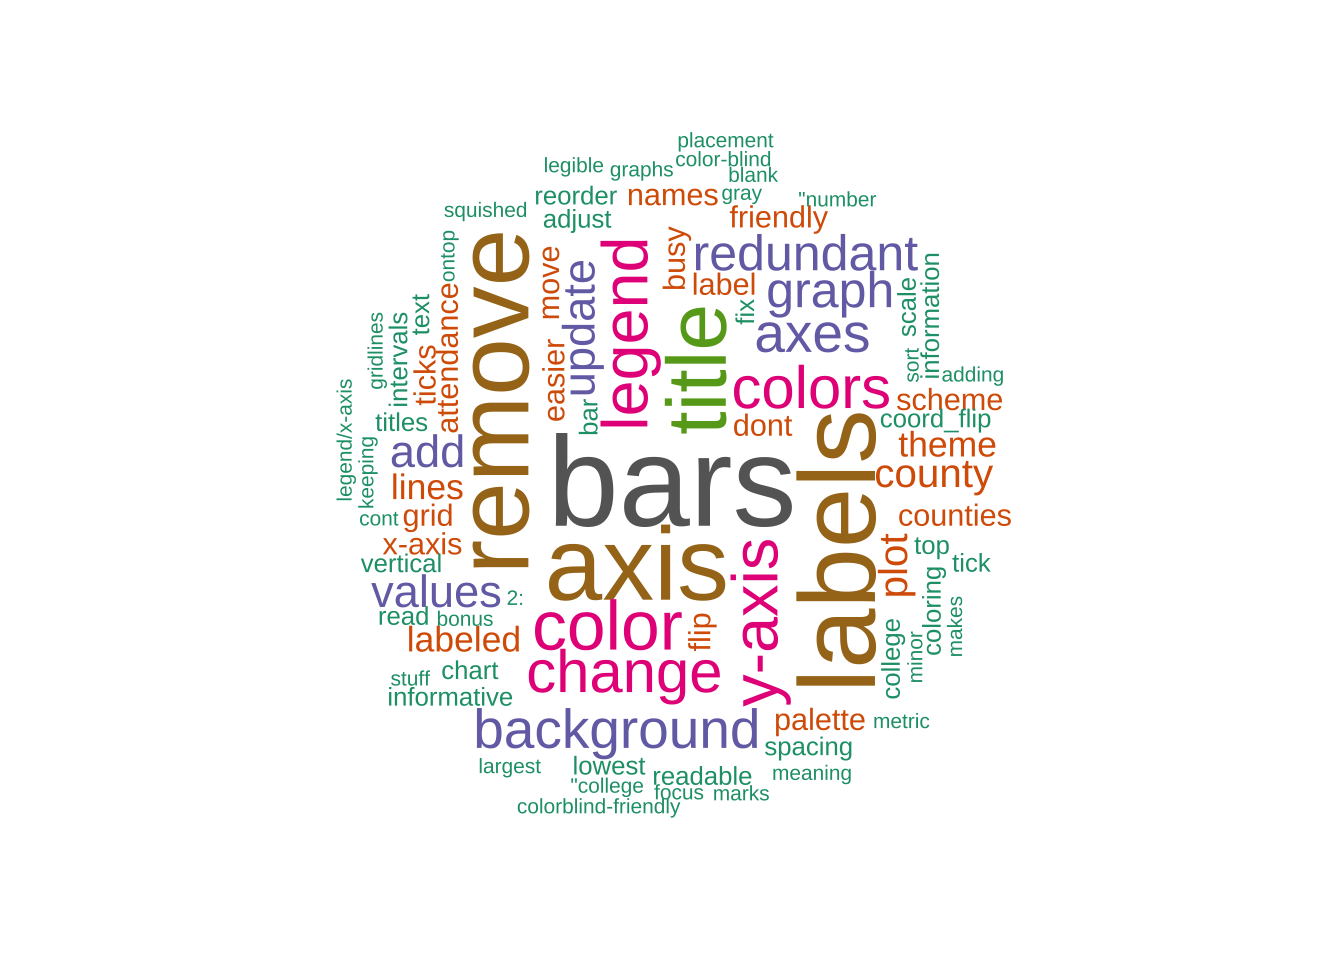 placement
color-blind
legible
graphs
blank
reorder
names
gray
"number
squished
adjust
friendly
ontop
remove
move
update
legend
busy
redundant
label
graph
information
scale
text
attendance
fix
title
axes
gridlines
intervals
ticks
easier
sort
adding
legend/x-axis
bar
colors
scheme
titles
dont
coord_flip
keeping
add
bars
labels
theme
county
lines
cont
grid
counties
x-axis
axis
y-axis
plot
top
vertical
tick
values
2:
coloring
makes
read
bonus
color
flip
labeled
college
minor
stuff
chart
change
informative
background
palette
metric
spacing
largest
lowest
readable
meaning
"college
focus
marks
colorblind-friendly